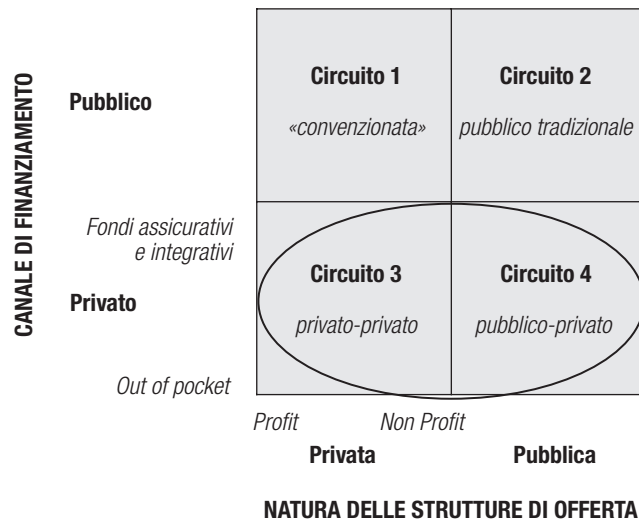 CANALE DI FINANZIAMENTO
Pubblico
Circuito 1
«convenzionata»
Circuito 2
pubblico tradizionale
Fondi assicurativi
e integrativi
Privato
Out of pocket
Circuito 3
privato-privato
Circuito 4
pubblico-privato
Profit
Non Profit
Privata
Pubblica
NATURA DELLE STRUTTURE DI OFFERTA